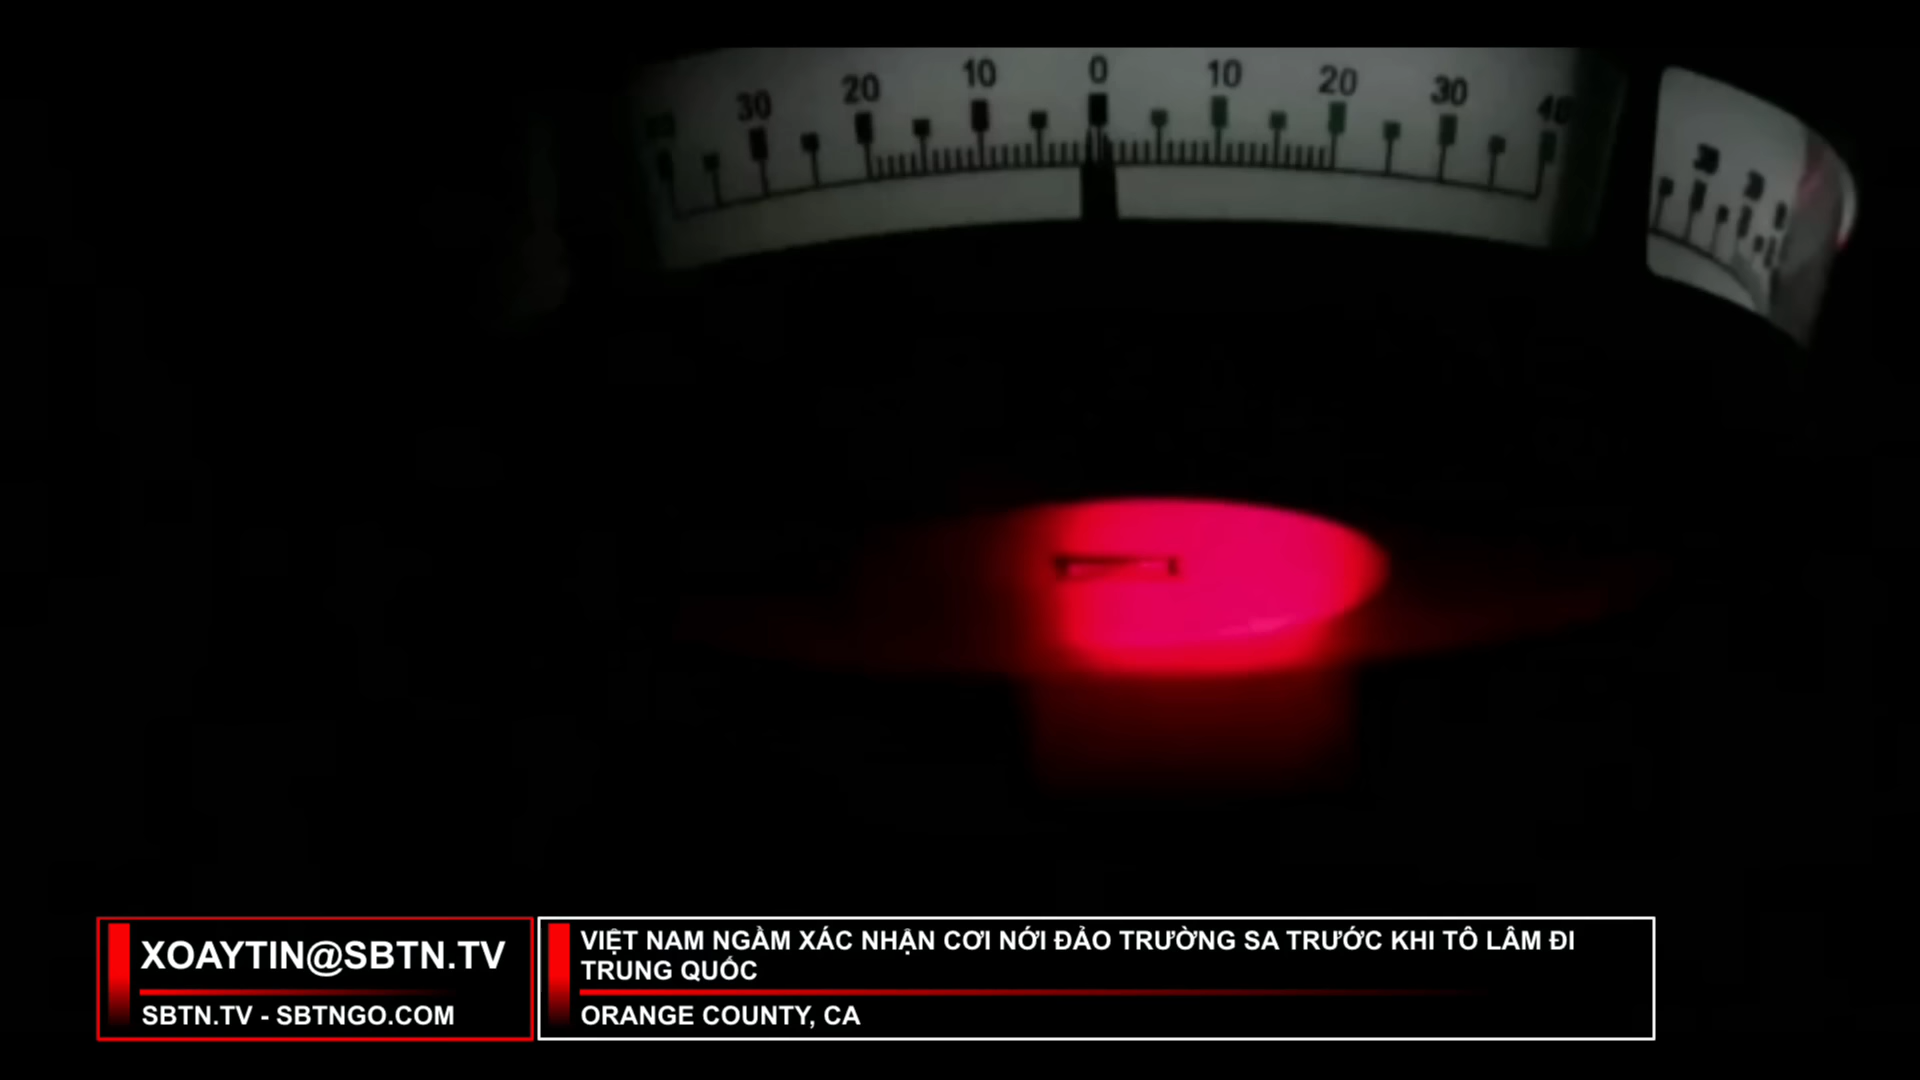 30 20 10 0 10 20 30 40
XOAYTIN@SBTN.TV
SBTN.TV - SBTNGO.COM
VIỆT NAM NGẦM XÁC NHẬN CƠI NỚI ĐẢO TRƯỜNG SA TRƯỚC KHI TÔ LÂM ĐI
TRUNG QUỐC
ORANGE COUNTY, CA